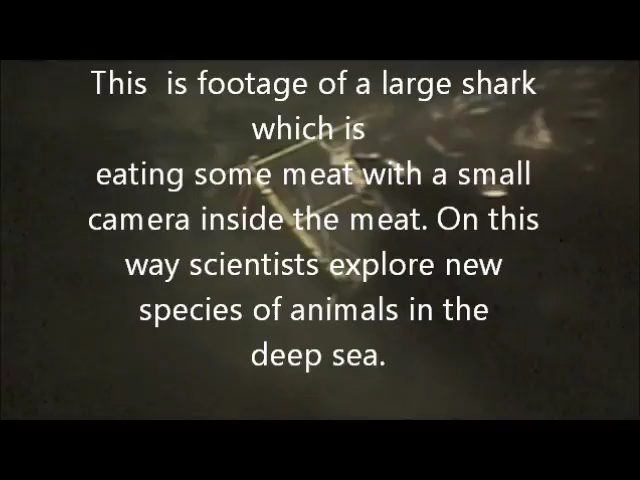 This  is footage of a large shark
which is
eating some meat with a small
camera inside the meat. On this
way scientists explore new
species of animals in the
deep sea.